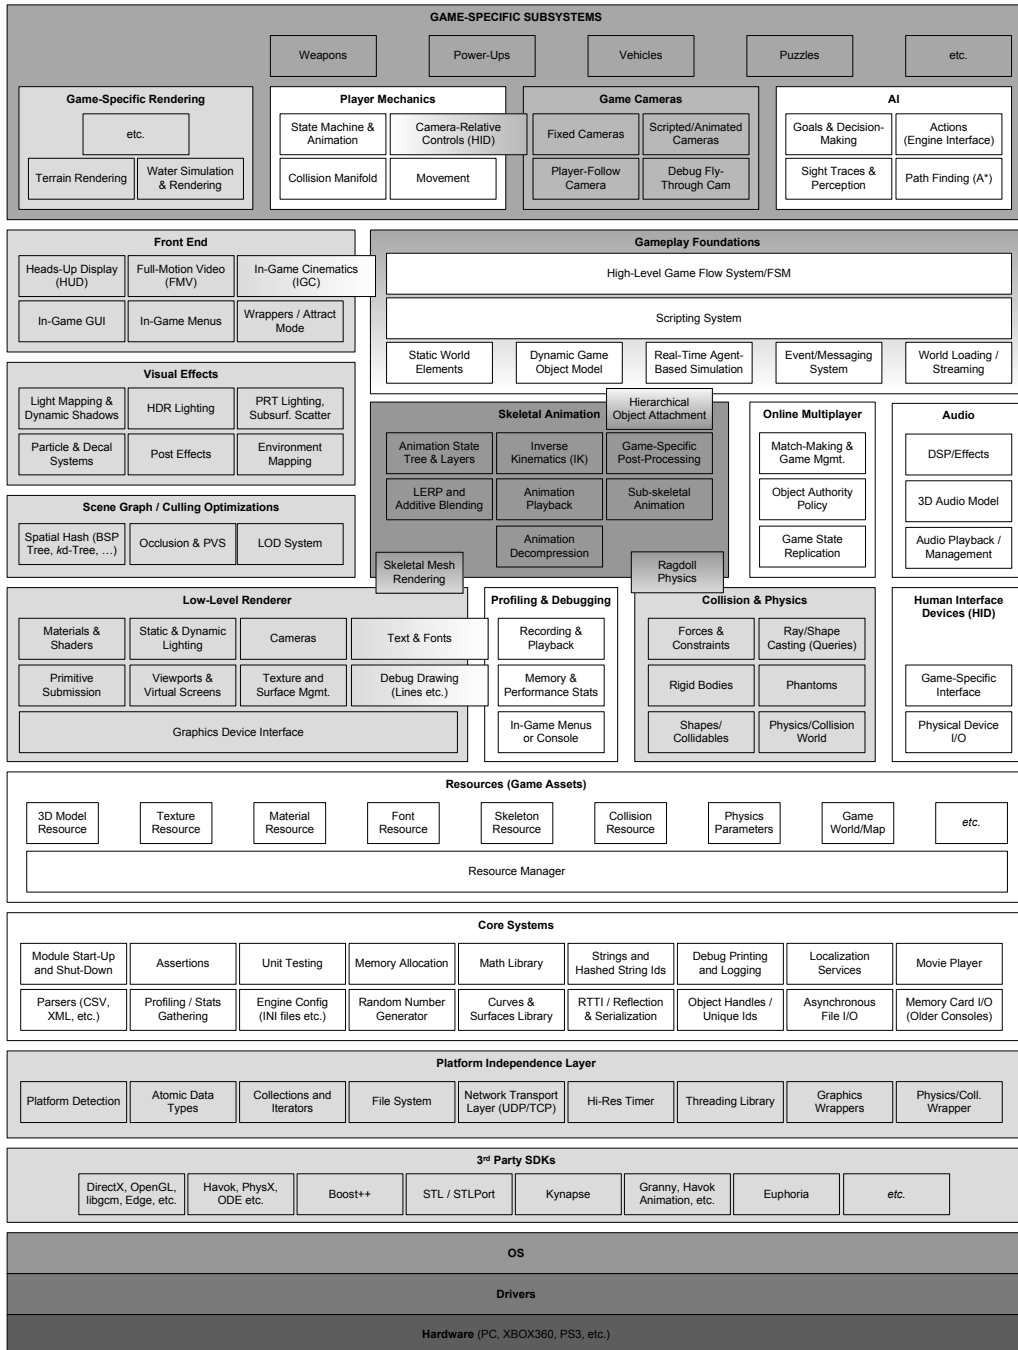 GAME-SPECIFIC SUBSYSTEMS
Weapons
Power-Ups
Vehicles
Puzzles
etc.
Game-Specific Rendering
etc.
Terrain Rendering
Water Simulation
& Rendering
Player Mechanics
State Machine &
Animation
Camera-Relative
Controls (HID)
Collision Manifold
Movement
Game Cameras
Fixed Cameras
Scripted/Animated
Cameras
Player-Follow
Camera
Debug Fly-
Through Cam
AI
Goals & Decision-
Making
Actions
(Engine Interface)
Sight Traces &
Perception
Path Finding (A*)
Front End
Heads-Up Display
(HUD)
Full-Motion Video
(FMV)
In-Game Cinematics
(IGC)
In-Game GUI
In-Game Menus
Wrappers / Attract
Mode
Gameplay Foundations
High-Level Game Flow System/FSM
Scripting System
Static World
Elements
Dynamic Game
Object Model
Real-Time Agent-
Based Simulation
Event/Messaging
System
World Loading /
Streaming
Visual Effects
Light Mapping &
Dynamic Shadows
HDR Lighting
PRT Lighting,
Subsurf. Scatter
Particle & Decal
Systems
Post Effects
Environment
Mapping
Scene Graph / Culling Optimizations
Spatial Hash (BSP
Tree, kd-Tree, …)
Occlusion & PVS
LOD System
Skeletal Animation
Hierarchical
Object Attachment
Animation State
Tree & Layers
Inverse
Kinematics (IK)
Game-Specific
Post-Processing
LERP and
Additive Blending
Animation
Playback
Sub-skeletal
Animation
Animation
Decompression
Skeletal Mesh
Rendering
Ragdoll
Physics
Online Multiplayer
Match-Making &
Game Mgmt.
Object Authority
Policy
Game State
Replication
Audio
DSP/Effects
3D Audio Model
Audio Playback /
Management
Low-Level Renderer
Materials &
Shaders
Static & Dynamic
Lighting
Cameras
Text & Fonts
Primitive
Submission
Viewports &
Virtual Screens
Texture and
Surface Mgmt.
Debug Drawing
(Lines etc.)
Graphics Device Interface
Profiling & Debugging
Recording &
Playback
Memory &
Performance Stats
In-Game Menus
or Console
Collision & Physics
Forces &
Constraints
Ray/Shape
Casting (Queries)
Rigid Bodies
Phantoms
Shapes/
Collidables
Physics/Collision
World
Human Interface
Devices (HID)
Game-Specific
Interface
Physical Device
I/O
Resources (Game Assets)
3D Model
Resource
Texture
Resource
Material
Resource
Font
Resource
Skeleton
Resource
Collision
Resource
Physics
Parameters
Game
World/Map
etc.
Resource Manager
Core Systems
Module Start-Up
and Shut-Down
Assertions
Unit Testing
Memory Allocation
Math Library
Strings and
Hashed String Ids
Debug Printing
and Logging
Localization
Services
Movie Player
Parsers (CSV,
XML, etc.)
Profiling / Stats
Gathering
Engine Config
(INI files etc.)
Random Number
Generator
Curves &
Surfaces Library
RTTI / Reflection
& Serialization
Object Handles /
Unique Ids
Asynchronous
File I/O
Memory Card I/O
(Older Consoles)
Platform Independence Layer
Platform Detection
Atomic Data
Types
Collections and
Iterators
File System
Network Transport
Layer (UDP/TCP)
Hi-Res Timer
Threading Library
Graphics
Wrappers
Physics/Coll.
Wrapper
3rd Party SDKs
DirectX, OpenGL,
libgcm, Edge, etc.
Havok, PhysX,
ODE etc.
Boost++
STL / STLPort
Kynapse
Granny, Havok
Animation, etc.
Euphoria
etc.
OS
Drivers
Hardware (PC, XBOX360, PS3, etc.)